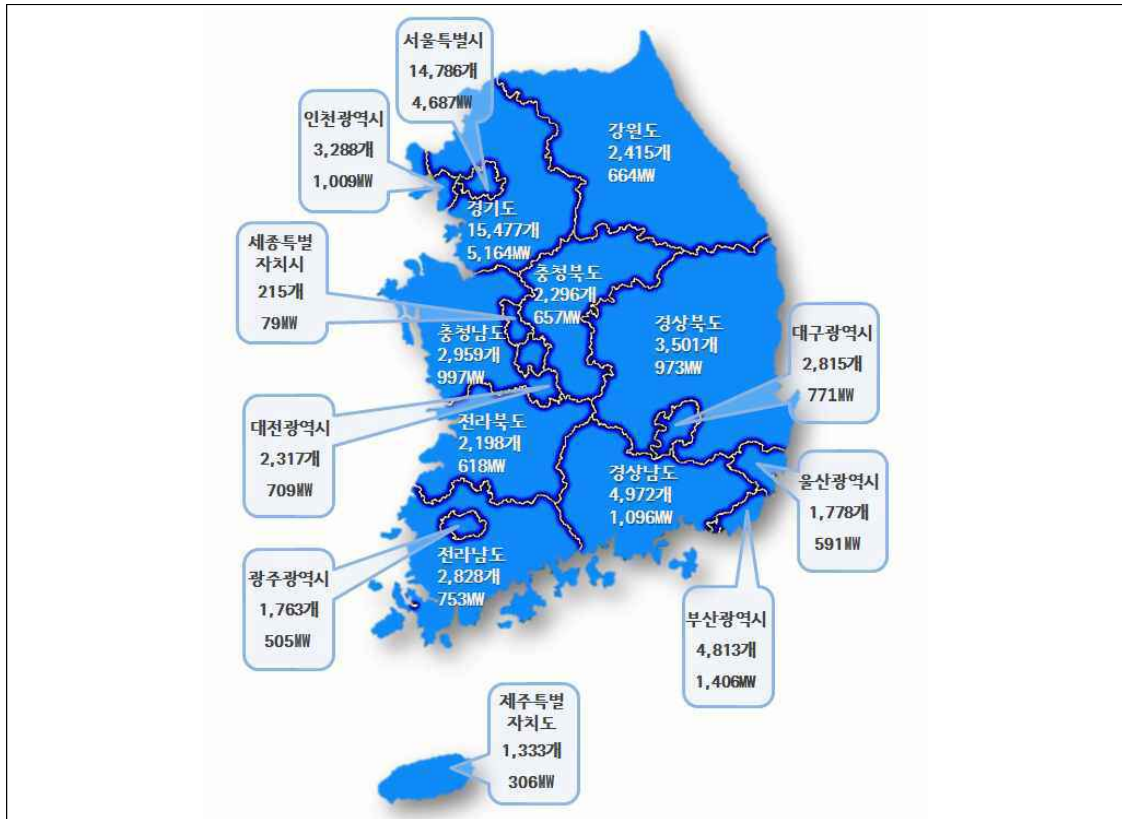 서울특별시
14,786개
4,687MW
인천광역시
3,288개
1,009MW
강원도
2,415개
664MW
경기도
15,477개
5,164MW
세종특별
자치시
215개
79MW
충청북도
2,296개
657MW
충청남도
2,959개
997MW
경상북도
3,501개
973MW
대구광역시
2,815개
771MW
대전광역시
2,317개
709MW
전라북도
2,198개
618MW
경상남도
4,972개
1,096MW
울산광역시
1,778개
591MW
광주광역시
1,763개
505MW
전라남도
2,828개
753MW
부산광역시
4,813개
1,406MW
제주특별
자치도
1,333개
306MW